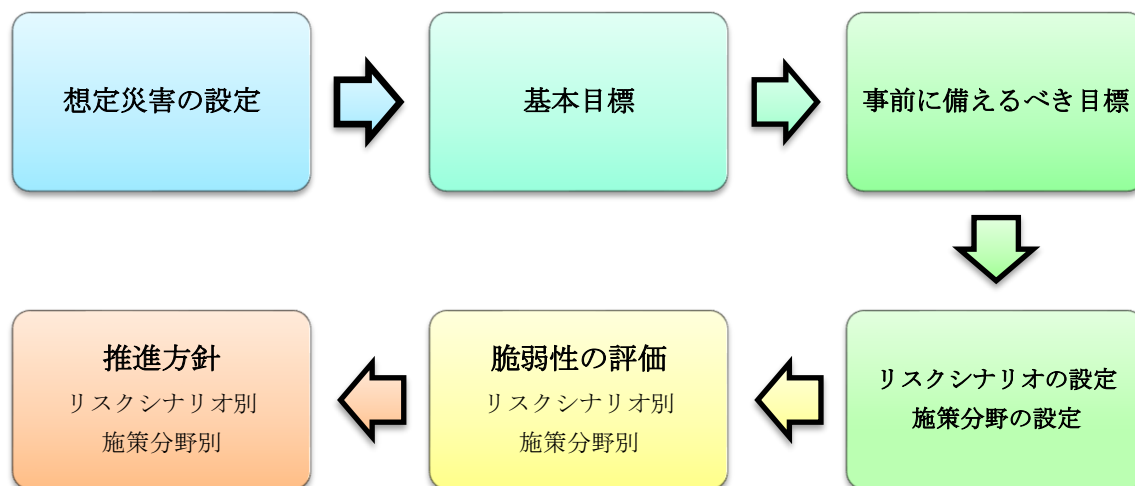 想定災害の設定
基本目標
事前に備えるべき目標
リスクシナリオの設定
施策分野の設定
脆弱性の評価
リスクシナリオ別
施策分野別
推進方針
リスクシナリオ別
施策分野別